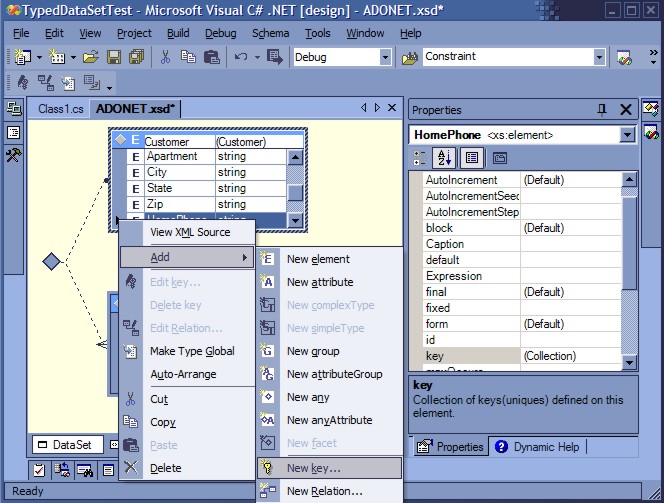 TypedDataSetTest - Microsoft Visual C# .NET [design] - ADONET.xsd*
File Edit View Project Build Debug Schema Tools Window Help
Debug Constraint
Class1.cs ADONET.xsd*
E Customer (Customer)
E Apartment string
E City string
E State string
E Zip string
HomePhone string
View XML Source
Add
Edit key...
Delete key
Edit Relation...
Make Type Global
Auto-Arrange
Cut
Copy
Paste
Delete
New element
New attribute
New complexType
New simpleType
New group
New attributeGroup
New any
New anyAttribute
New facet
New key...
New Relation...
DataSet
Properties
HomePhone <xs:element>
AutoIncrement (Default)
AutoIncrementSeed
AutoIncrementStep
block (Default)
Caption
default
Expression
final (Default)
fixed
form (Default)
id
key (Collection)
maxOccurs
key
Collection of keys(uniques) defined on this
element.
Properties Dynamic Help
Ready